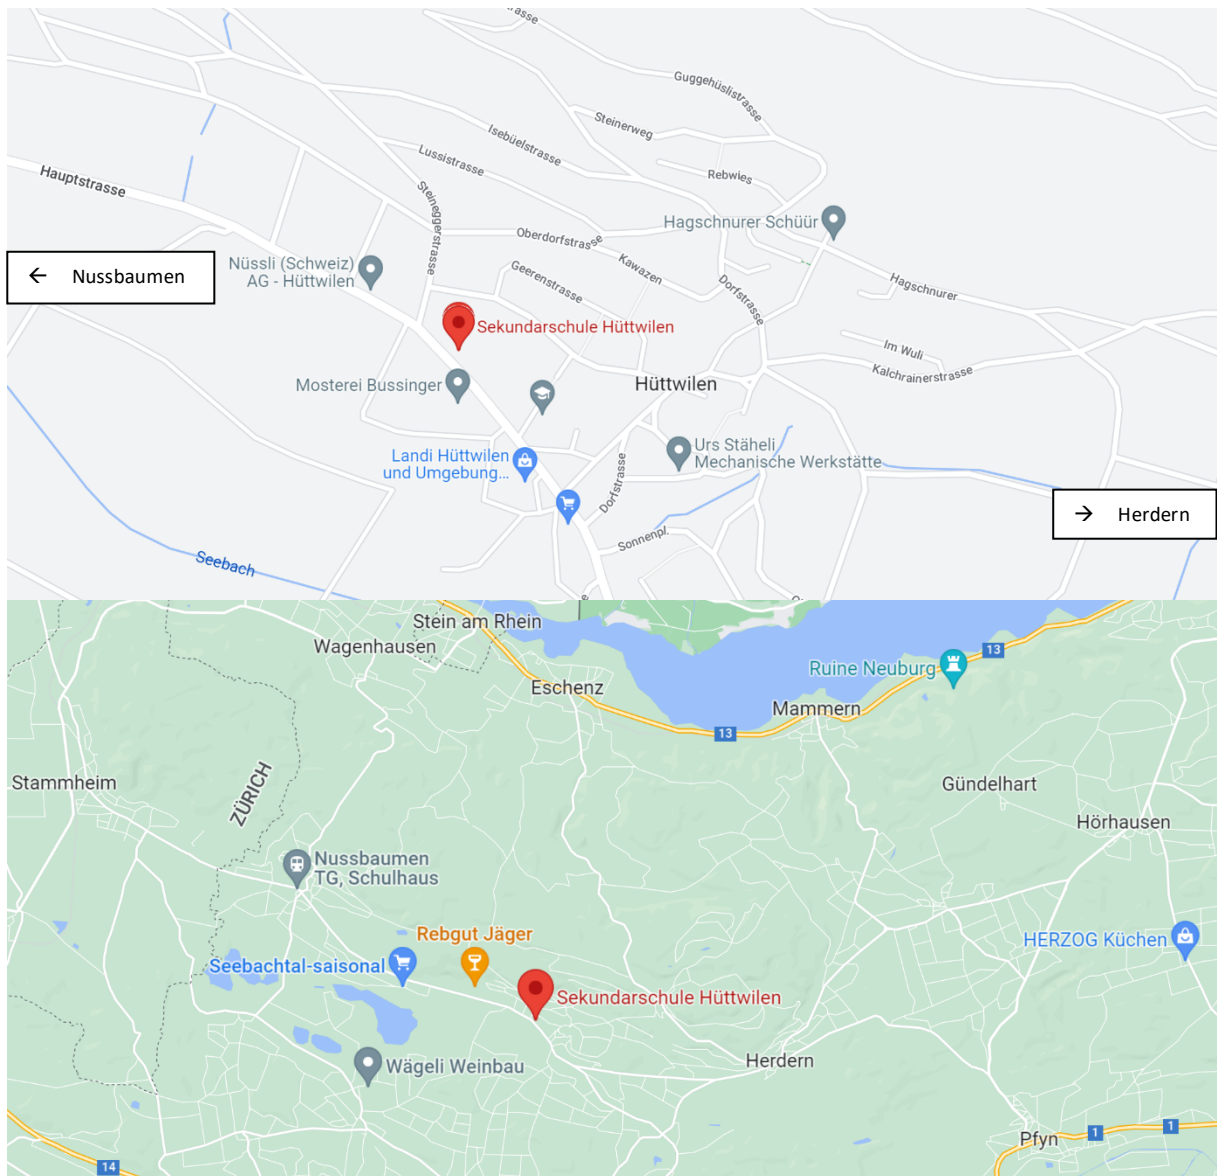 Guggehüslistrasse
Steinerweg
Isebüelstrasse
Lussistrasse
Rebwies
Hauptstrasse
Steineggerstrasse
Hagschnurer Schüür
Oberdorfstrasse
Kawazen
Nüssli (Schweiz)
AG - Hüttwilen
← Nussbaumen
Geerenstrasse
Dorfstrasse
Hagschnurer
Sekundarschule Hüttwilen
Im Wuli
Kalchrainerstrasse
Mosterei Bussinger
Hüttwilen
Urs Stäheli
Mechanische Werkstätte
Landi Hüttwilen
und Umgebung...
Dorfstrasse
→ Herdern
Sonnenpl.
Seebach
Stein am Rhein
Wagenhausen
13
Ruine Neuburg
Eschenz
Mammern
13
Stammheim
ZÜRICH
Gündelhart
Hörhausen
Nussbaumen
TG, Schulhaus
Rebgut Jäger
HERZOG Küchen
Seebachtal-saisonal
Sekundarschule Hüttwilen
Wägeli Weinbau
Herdern
1
1
Pfyn
14